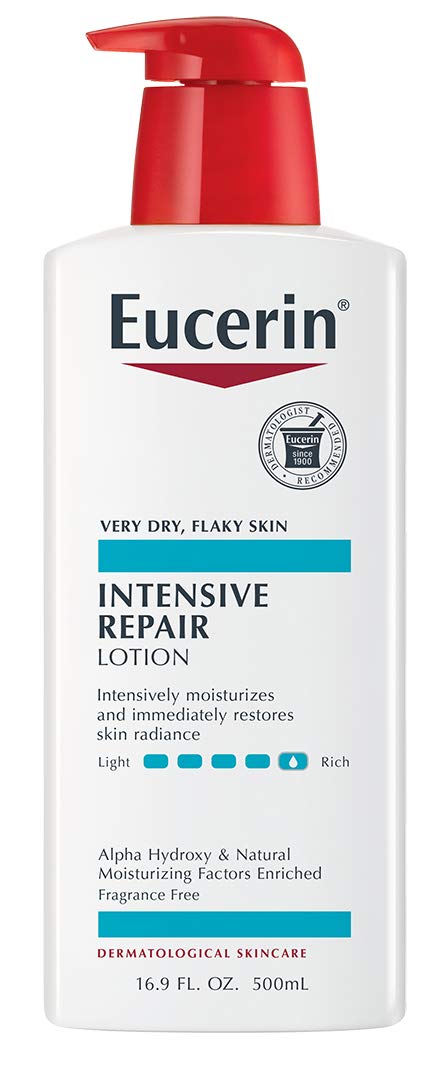 Eucerin®
DERMATOLOGIST
Eucerin
since
1900
RECOMMENDED
VERY DRY, FLAKY SKIN
INTENSIVE
REPAIR
LOTION
Intensively moisturizes
and immediately restores
skin radiance
Light Rich
Alpha Hydroxy & Natural
Moisturizing Factors Enriched
Fragrance Free
DERMATOLOGICAL SKINCARE
16.9 FL. OZ. 500mL